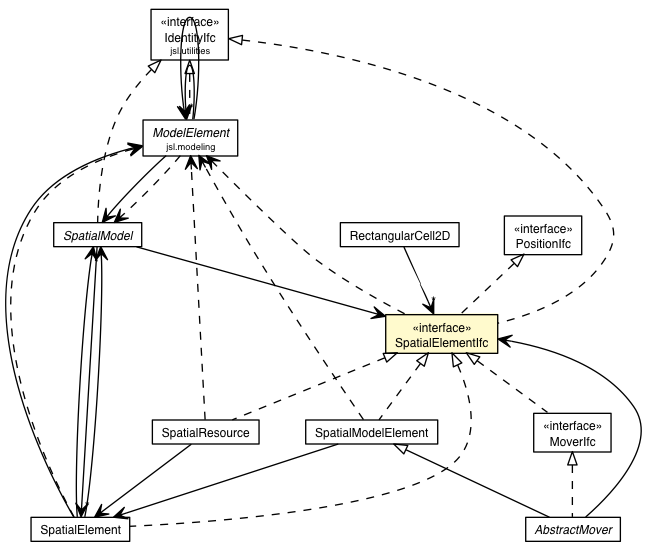 «interface»
IdentityIfc
jsl.utilities
ModelElement
jsl.modeling
SpatialModel
RectangularCell2D
«interface»
PositionIfc
«interface»
SpatialElementIfc
SpatialResource
SpatialModelElement
«interface»
MoverIfc
SpatialElement
AbstractMover